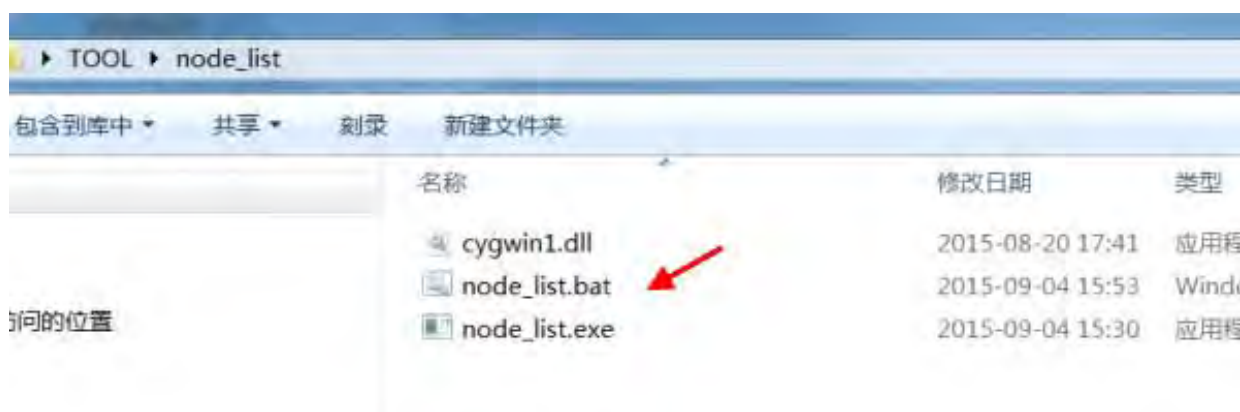 TOOL ▸ node_list
包含到库中 共享 刻录 新建文件夹
名称 修改日期 类型
cygwin1.dll 2015-08-20 17:41 应用程
node_list.bat 2015-09-04 15:53 Windo
问的位置
node_list.exe 2015-09-04 15:30 应用程